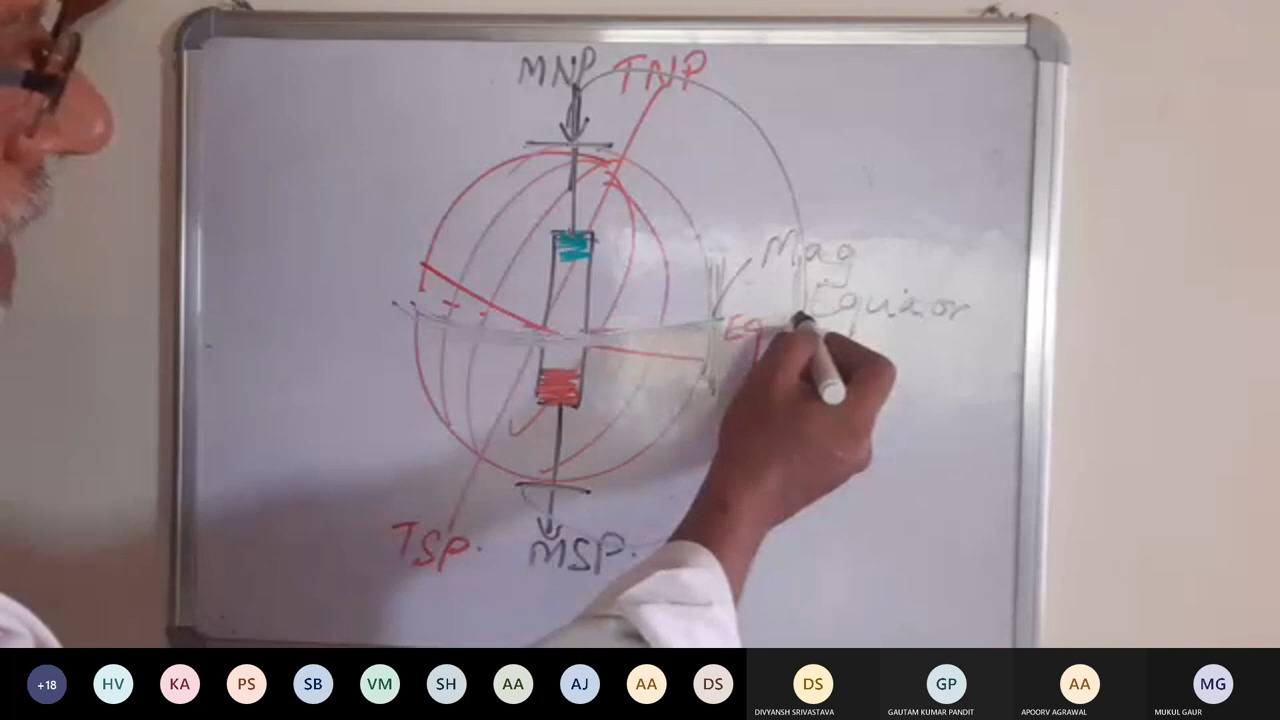 MNP TNP
Mag
EQ
TSP. MSP.
+18 HV KA PS SB VM SH AA AJ AA DS DS GP AA MG
DIVYANSH SRIVASTAVA GAUTAM KUMAR PANDIT APOORV AGRAWAL MUKUL GAUR